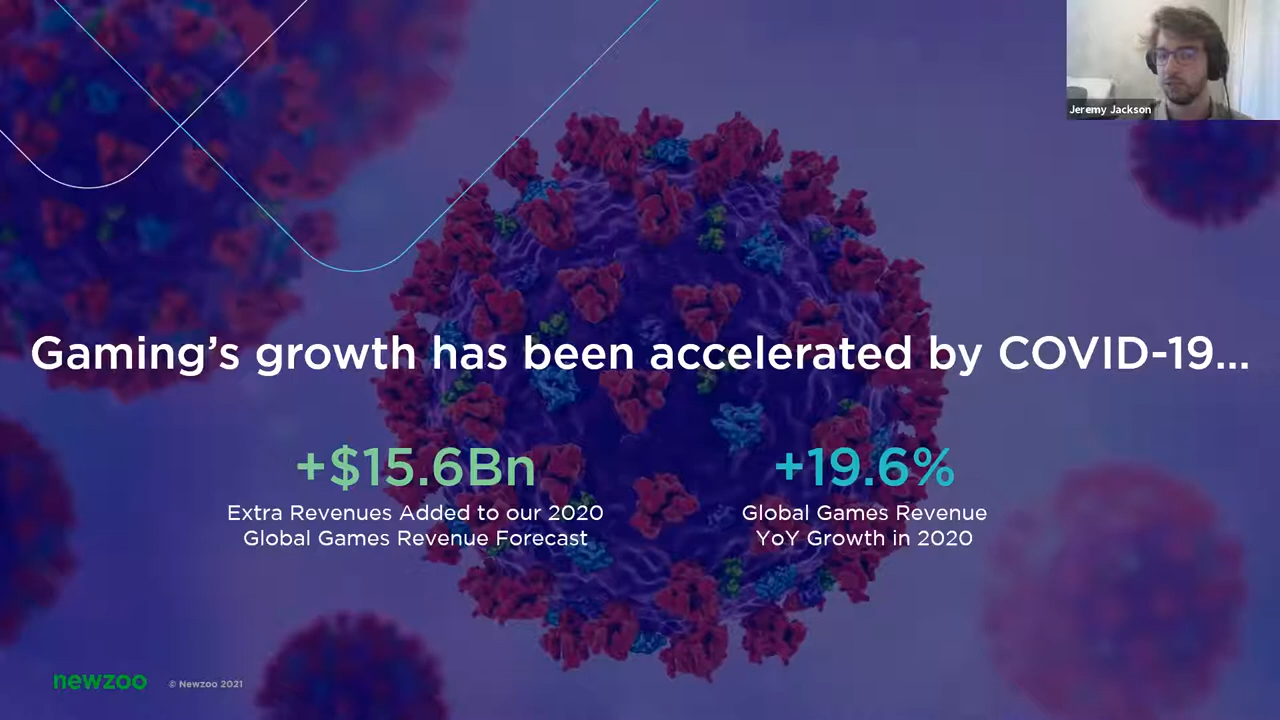 Jeremy Jackson
Gaming’s growth has been accelerated by COVID-19...
+$15.6Bn
Extra Revenues Added to our 2020
Global Games Revenue Forecast
+19.6%
Global Games Revenue
YoY Growth in 2020
newzoo
© Newzoo 2021